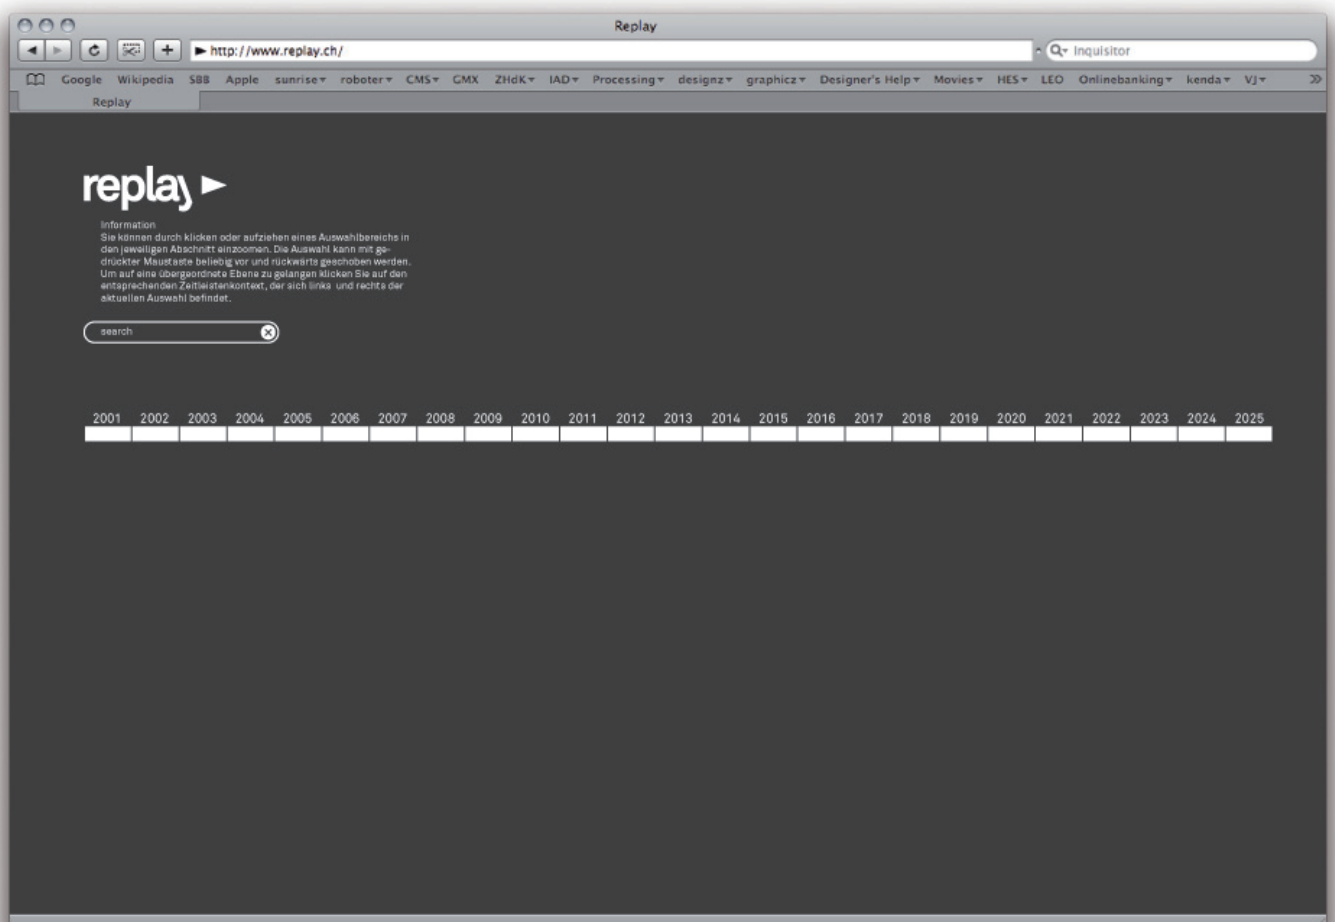 Replay
http://www.replay.ch/
Inquisitor
Google Wikipedia SBB Apple sunrise roboter CMS GMX ZHdK IAD Processing designz graphicz Designer's Help Movies HES LEO Onlinebanking kenda VJ
Replay
replay
Information
Sie können durch klicken oder aufziehen eines Auswahlbereichs in
den jeweiligen Abschnitt einzoomen. Die Auswahl kann mit ge-
drückter Maustaste beliebig vor und rückwärts geschoben werden.
Um auf eine übergeordnete Ebene zu gelangen klicken Sie auf den
entsprechenden Zeitleistenkontext, der sich links und rechts der
aktuellen Auswahl befindet.
search
2001 2002 2003 2004 2005 2006 2007 2008 2009 2010 2011 2012 2013 2014 2015 2016 2017 2018 2019 2020 2021 2022 2023 2024 2025